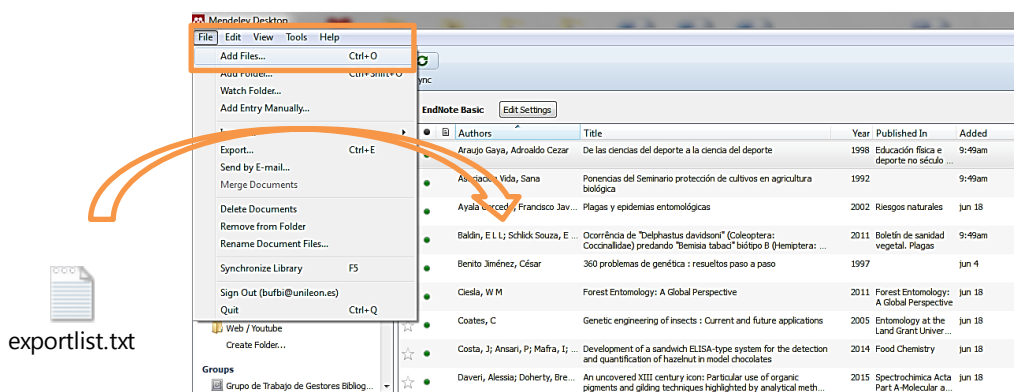 Mendeley Desktop
File Edit View Tools Help
Add Files... Ctrl+O
Add Folder... Ctrl+Shift+O
Watch Folder...
Add Entry Manually...
Export... Ctrl+E
Send by E-mail...
Merge Documents
Delete Documents
Remove from Folder
Rename Document Files...
Synchronize Library F5
Sign Out (bufbi@unileon.es)
Quit Ctrl+Q
Web / Youtube
Create Folder...
Groups
Grupo de Trabajo de Gestores Bibliog...
exportlist.txt
ync
EndNote Basic Edit Settings
Authors Title Year Published In Added
Araujo Gaya, Adroaldo Cezar De las ciencias del deporte a la ciencia del deporte 1998 Educación física e 9:49am
deporte no século ...
Vida, Sana Ponencias del Seminario protección de cultivos en agricultura 1992 9:49am
biológica
Ayala Francisco Jav... Plagas y epidemias entomológicas 2002 Riesgos naturales jun 18
Baldin, E L L; Schlick Souza, E ... Ocorrência de "Delphastus davidsoni" (Coleoptera: 2011 Boletín de sanidad 9:49am
Coccinallidae) predando "Bemisia tabaci" biótipo B (Hemiptera: ... vegetal. Plagas
Benito Jiménez, César 360 problemas de genética : resueltos paso a paso 1997 jun 4
Ciesla, W M Forest Entomology: A Global Perspective 2011 Forest Entomology: jun 18
A Global Perspective
Coates, C Genetic engineering of insects : Current and future applications 2005 Entomology at the jun 18
Land Grant Univer...
Costa, J; Ansari, P; Mafra, I; ... Development of a sandwich ELISA-type system for the detection 2014 Food Chemistry jun 18
and quantification of hazelnut in model chocolates
Daveri, Alessia; Doherty, Bre... An uncovered XIII century icon: Particular use of organic 2015 Spectrochimica Acta jun 18
pigments and gilding techniques highlighted by analytical meth... Part A-Molecular a...